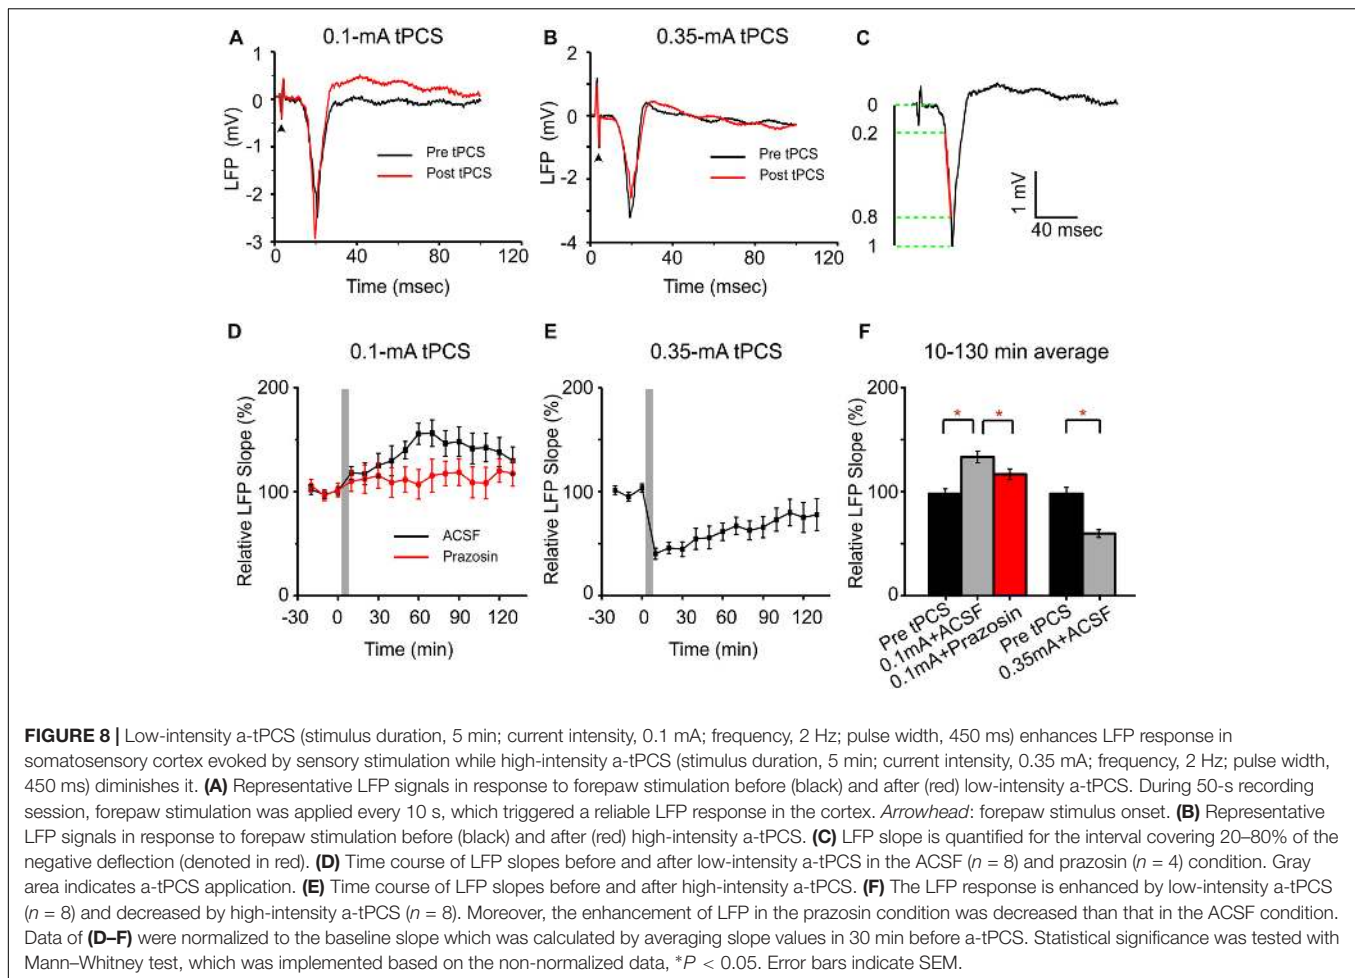 A 0.1-mA tPCS
B 0.35-mA tPCS
C
1
0
-1
-2
-3
LFP (mV)
Pre tPCS
Post tPCS
0 40 80 120
Time (msec)
2
0
-2
-4
LFP (mV)
Pre tPCS
Post tPCS
0 40 80 120
Time (msec)
0
0.2
0.8
1
1 mV
40 msec
D 0.1-mA tPCS
E 0.35-mA tPCS
F 10-130 min average
200
100
0
Relative LFP Slope (%)
ACSF
Prazosin
-30 0 30 60 90 120
Time (min)
200
100
0
Relative LFP Slope (%)
-30 0 30 60 90 120
Time (min)
200
100
0
Relative LFP Slope (%)
* * *
Pre tPCS
0.1mA+ACSF
0.1mA+Prazosin
Pre tPCS
0.35mA+ACSF
FIGURE 8 | Low-intensity a-tPCS (stimulus duration, 5 min; current intensity, 0.1 mA; frequency, 2 Hz; pulse width, 450 ms) enhances LFP response in
somatosensory cortex evoked by sensory stimulation while high-intensity a-tPCS (stimulus duration, 5 min; current intensity, 0.35 mA; frequency, 2 Hz; pulse width,
450 ms) diminishes it. (A) Representative LFP signals in response to forepaw stimulation before (black) and after (red) low-intensity a-tPCS. During 50-s recording
session, forepaw stimulation was applied every 10 s, which triggered a reliable LFP response in the cortex. Arrowhead: forepaw stimulus onset. (B) Representative
LFP signals in response to forepaw stimulation before (black) and after (red) high-intensity a-tPCS. (C) LFP slope is quantified for the interval covering 20–80% of the
negative deflection (denoted in red). (D) Time course of LFP slopes before and after low-intensity a-tPCS in the ACSF (n = 8) and prazosin (n = 4) condition. Gray
area indicates a-tPCS application. (E) Time course of LFP slopes before and after high-intensity a-tPCS. (F) The LFP response is enhanced by low-intensity a-tPCS
(n = 8) and decreased by high-intensity a-tPCS (n = 8). Moreover, the enhancement of LFP in the prazosin condition was decreased than that in the ACSF condition.
Data of (D–F) were normalized to the baseline slope which was calculated by averaging slope values in 30 min before a-tPCS. Statistical significance was tested with
Mann–Whitney test, which was implemented based on the non-normalized data, *P < 0.05. Error bars indicate SEM.